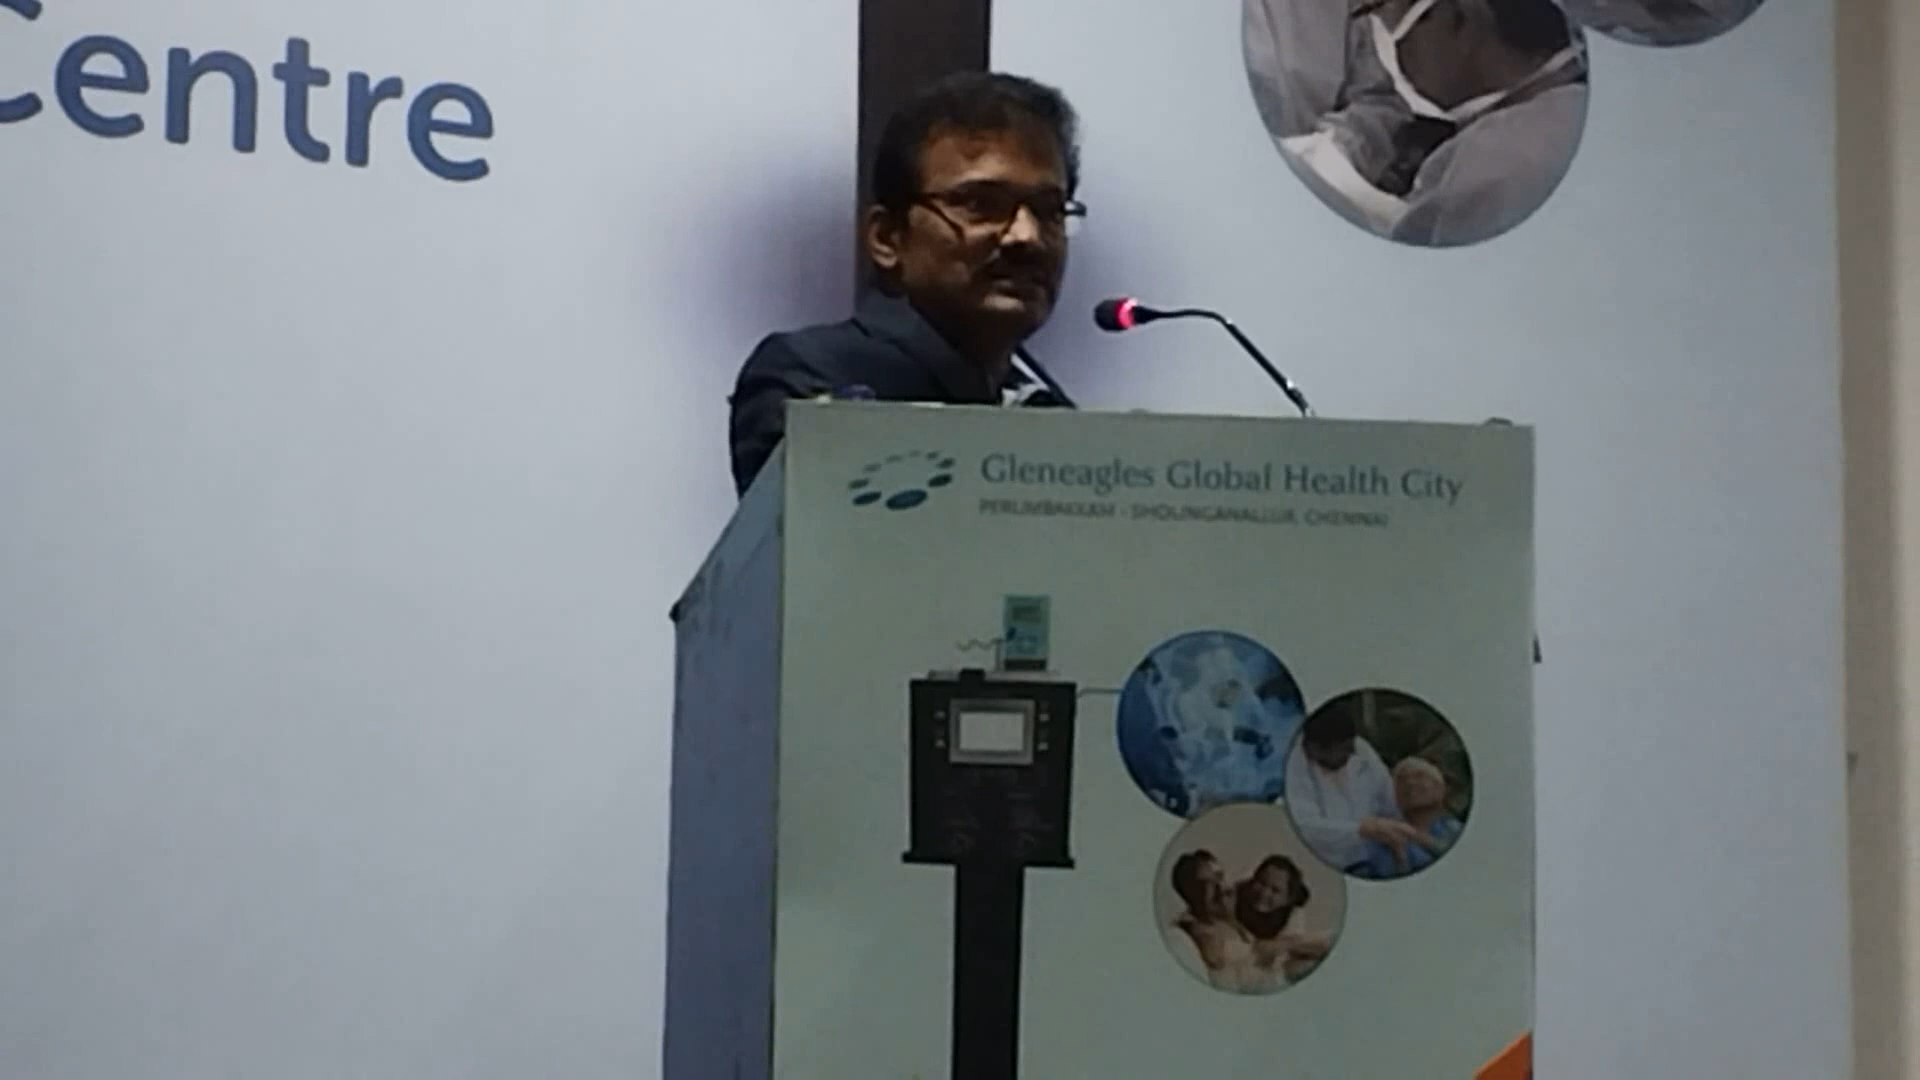 Centre
Gleneagles Global Health City
PERUMBAKKAM - SHOLINGANALLUR, CHENNAI